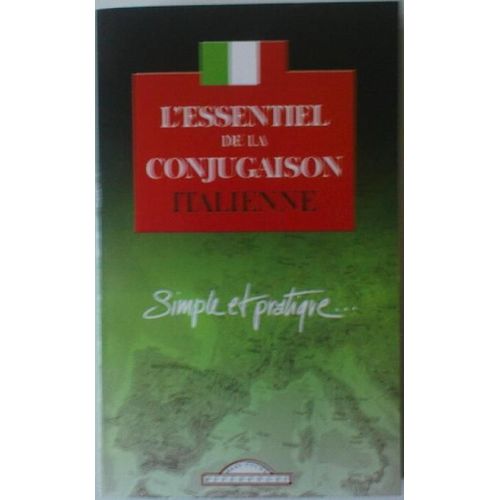 L'ESSENTIEL
DE LA
CONJUGAISON
ITALIENNE
Simple et pratique...